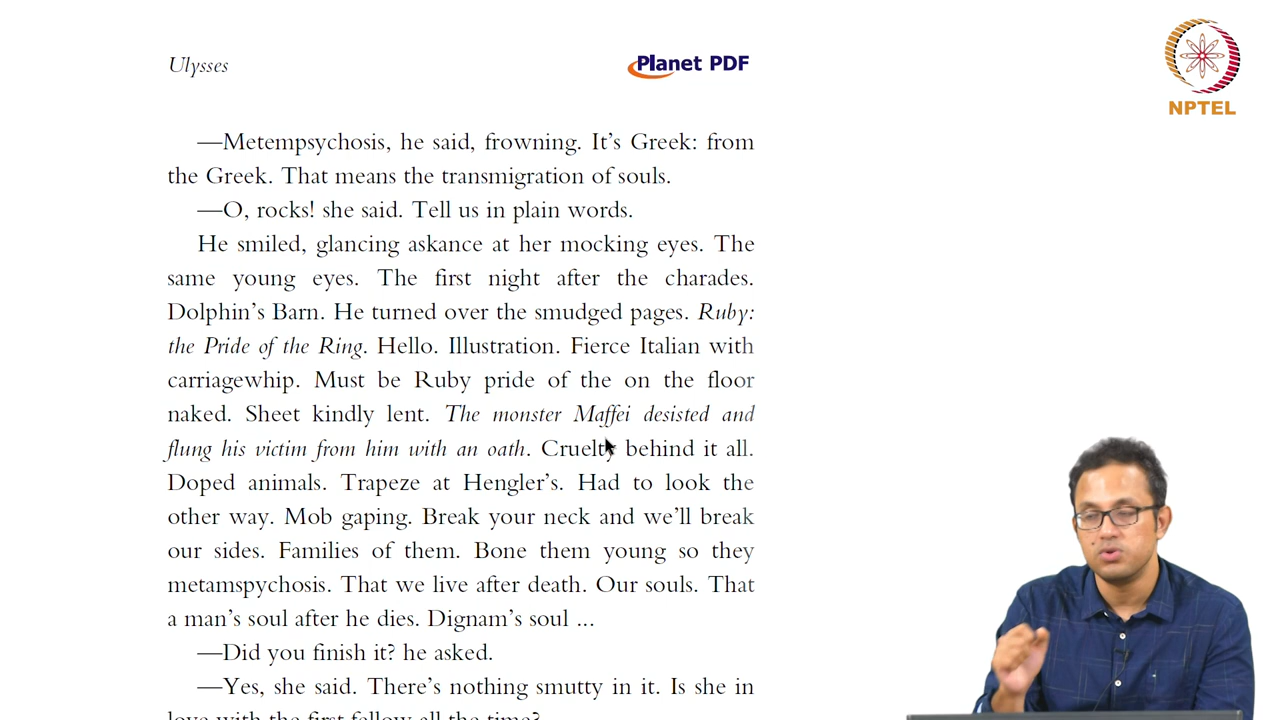 Ulysses
Planet PDF
NPTEL
—Metempsychosis, he said, frowning. It's Greek: from
the Greek. That means the transmigration of souls.
—O, rocks! she said. Tell us in plain words.
He smiled, glancing askance at her mocking eyes. The
same young eyes. The first night after the charades.
Dolphin's Barn. He turned over the smudged pages. Ruby:
the Pride of the Ring. Hello. Illustration. Fierce Italian with
carriagewhip. Must be Ruby pride of the on the floor
naked. Sheet kindly lent. The monster Maffei desisted and
flung his victim from him with an oath. Cruelty behind it all.
Doped animals. Trapeze at Hengler's. Had to look the
other way. Mob gaping. Break your neck and we'll break
our sides. Families of them. Bone them young so they
metamspychosis. That we live after death. Our souls. That
a man's soul after he dies. Dignam's soul ...
—Did you finish it? he asked.
—Yes, she said. There's nothing smutty in it. Is she in
love with the first fellow all the time?